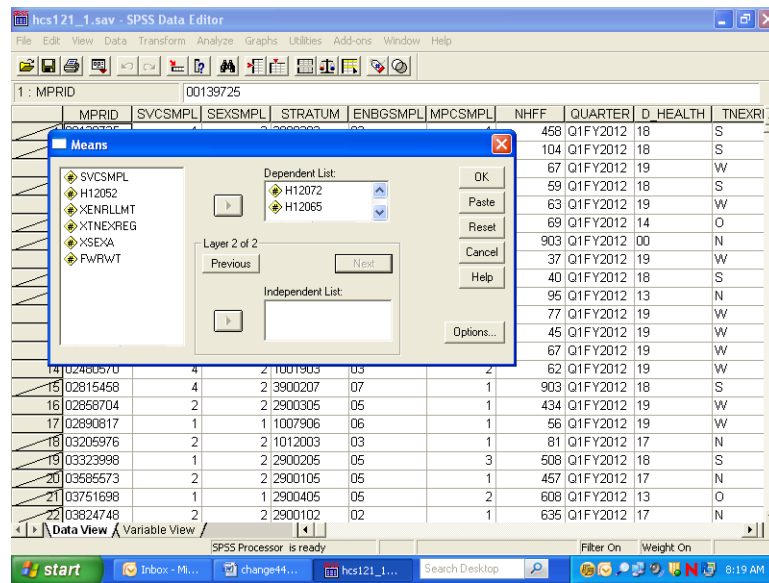 hcs121_1.sav - SPSS Data Editor
File Edit View Data Transform Analyze Graphs Utilities Add-ons Window Help
1 : MPRID 00139725
MPRID SVCSMPL SEXSMPL STRATUM ENBGSMPL MPCSMPL NHFF QUARTER D_HEALTH TNEXRE
458 Q1FY2012 18 S
Means
104 Q1FY2012 18 S
67 Q1FY2012 19 W
59 Q1FY2012 18 S
63 Q1FY2012 19 W
69 Q1FY2012 14 O
903 Q1FY2012 00 N
37 Q1FY2012 19 W
40 Q1FY2012 18 S
95 Q1FY2012 13 N
77 Q1FY2012 19 W
45 Q1FY2012 19 W
67 Q1FY2012 19 W
SVCSMPL
H12052
XENRLLMT
XTNEXREG
XSEXA
FWRWT
Dependent List:
H12072
H12065
Layer 2 of 2
Previous Next
Independent List:
OK
Paste
Reset
Cancel
Help
Options...
14 02480570 4 2 1001903 03 2 62 Q1FY2012 19 W
15 02815458 4 2 3900207 07 1 903 Q1FY2012 18 S
16 02858704 2 2 2900305 05 1 434 Q1FY2012 19 W
17 02890817 1 1 1007906 06 1 56 Q1FY2012 19 W
18 03205976 2 2 1012003 03 1 81 Q1FY2012 17 N
19 03323998 1 2 2900205 05 3 508 Q1FY2012 18 S
20 03585573 2 2 2900105 05 1 457 Q1FY2012 17 N
21 03751698 1 1 2900405 05 2 608 Q1FY2012 13 O
22 03824748 2 2 2900102 02 1 635 Q1FY2012 17 N
Data View Variable View
SPSS Processor is ready Filter On Weight On
start Inbox - Mi... change44... hcs121_1... Search Desktop 8:19 AM